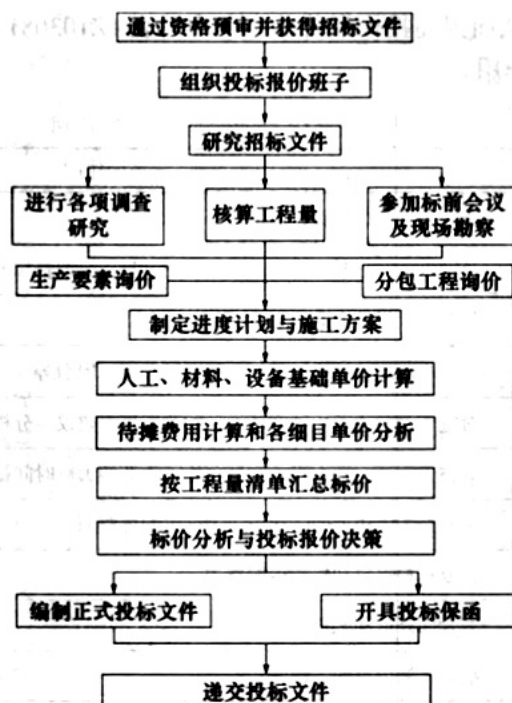 通过资格预审并获得招标文件
组织投标报价班子
研究招标文件
进行各项调查
研究
核算工程量
参加标前会议
及现场勘察
生产要素询价
分包工程询价
制定进度计划与施工方案
人工、材料、设备基础单价计算
待摊费用计算和各细目单价分析
按工程量清单汇总标价
标价分析与投标报价决策
编制正式投标文件
开具投标保函
递交投标文件